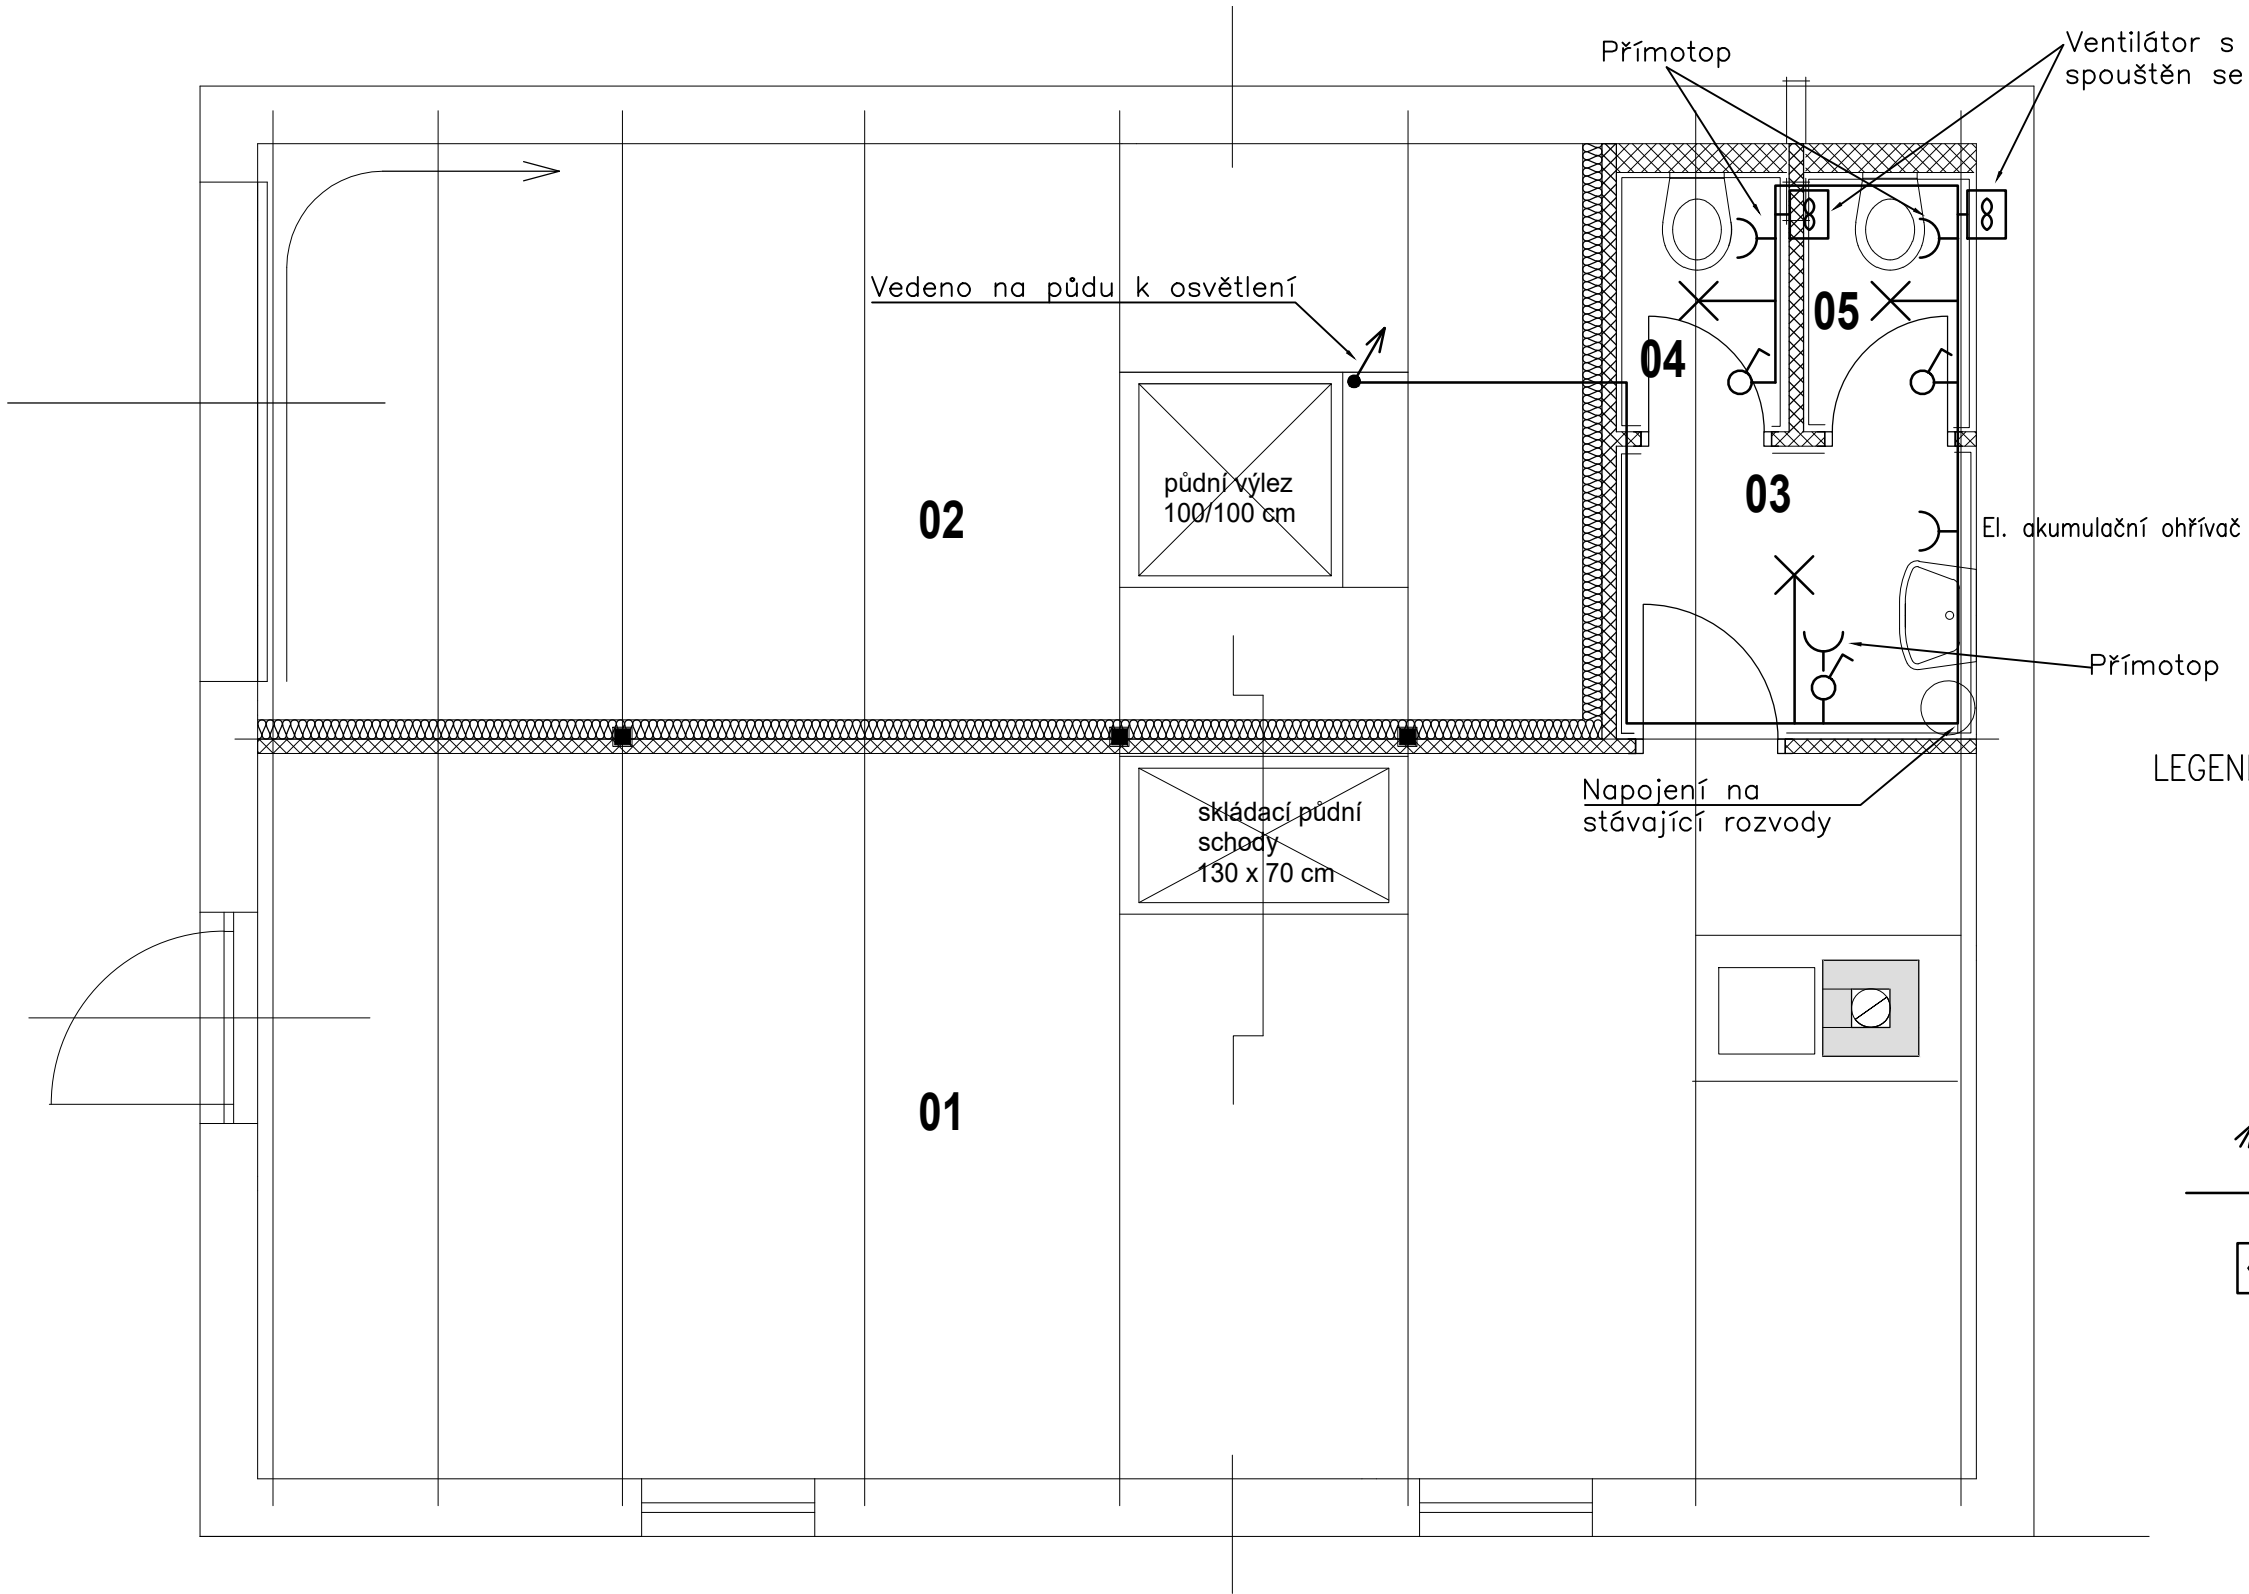 Přímotop
Ventilátor s
spouštěn se
Vedeno na půdu k osvětlení
05
04
půdní výlez
100/100 cm
02
03
El. akumulační ohřívač
Přímotop
Napojení na
stávající rozvody
skládací půdní
schody
130 x 70 cm
01